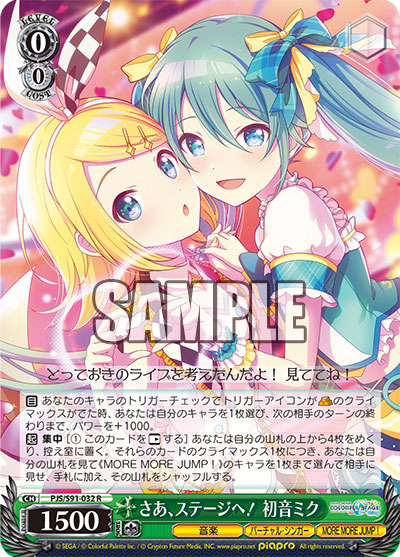 LEVEL
0
0
COST
SAMPLE
とっておきのライブを考えたんだよ! 見ててね!
自 あなたのキャラのトリガーチェックでトリガーアイコンがのクライ
マックスがでた時、あなたは自分のキャラを1枚選び、次の相手のターンの終
わりまで、パワーを+1000。
起 集中 [① このカードをする] あなたは自分の山札の上から4枚をめく
り、控え室に置く。それらのカードのクライマックス1枚につき、あなたは自分
の山札を見て《MORE MORE JUMP!》のキャラを1枚まで選んで相手に見
せ、手札に加え、その山札をシャッフルする。
CH PJS/S91-032 R
さあ、ステージへ! 初音ミク
POWER
1500
音楽
バーチャル・シンガー
MORE MORE JUMP!
COLORFUL STAGE!
© SEGA / © Colorful Palette Inc. / © Crypton Future Media, INC. www.piapro.net piapro